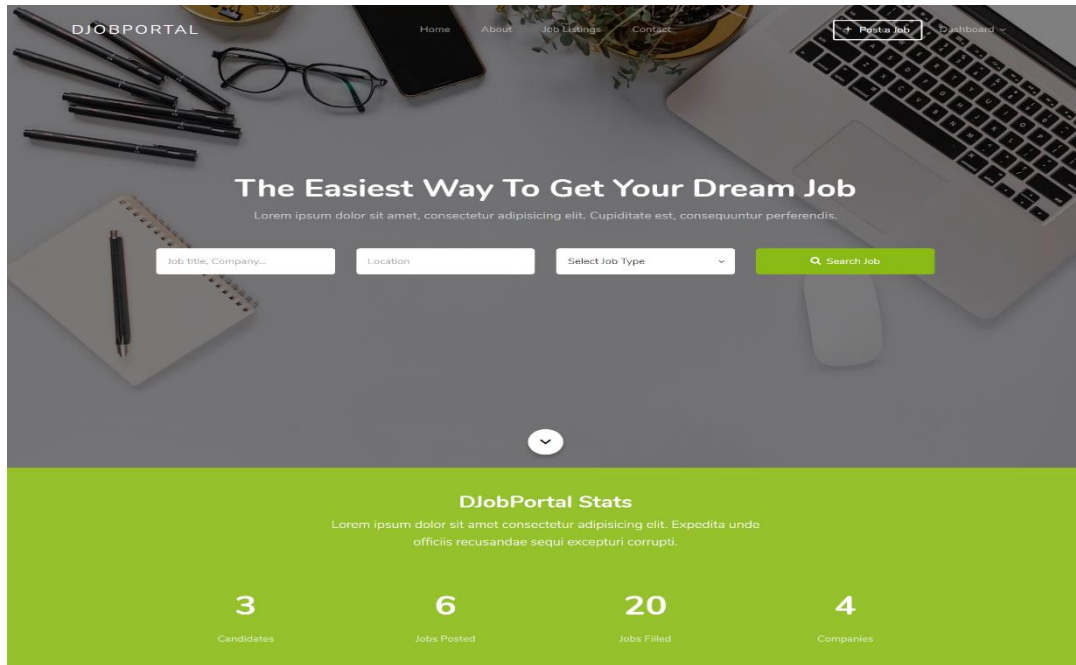 DJOBPORTAL
Home About Job Listings Contact
+ Post a Job Dashboard
The Easiest Way To Get Your Dream Job
Lorem ipsum dolor sit amet, consectetur adipisicing elit. Cupiditate est, consequuntur perferendis.
Job title, Company... Location Select Job Type Search Job
DJobPortal Stats
Lorem ipsum dolor sit amet consectetur adipisicing elit. Expedita unde
officiis recusandae sequi excepturi corrupti.
3 6 20 4
Candidates Jobs Posted Jobs Filled Companies